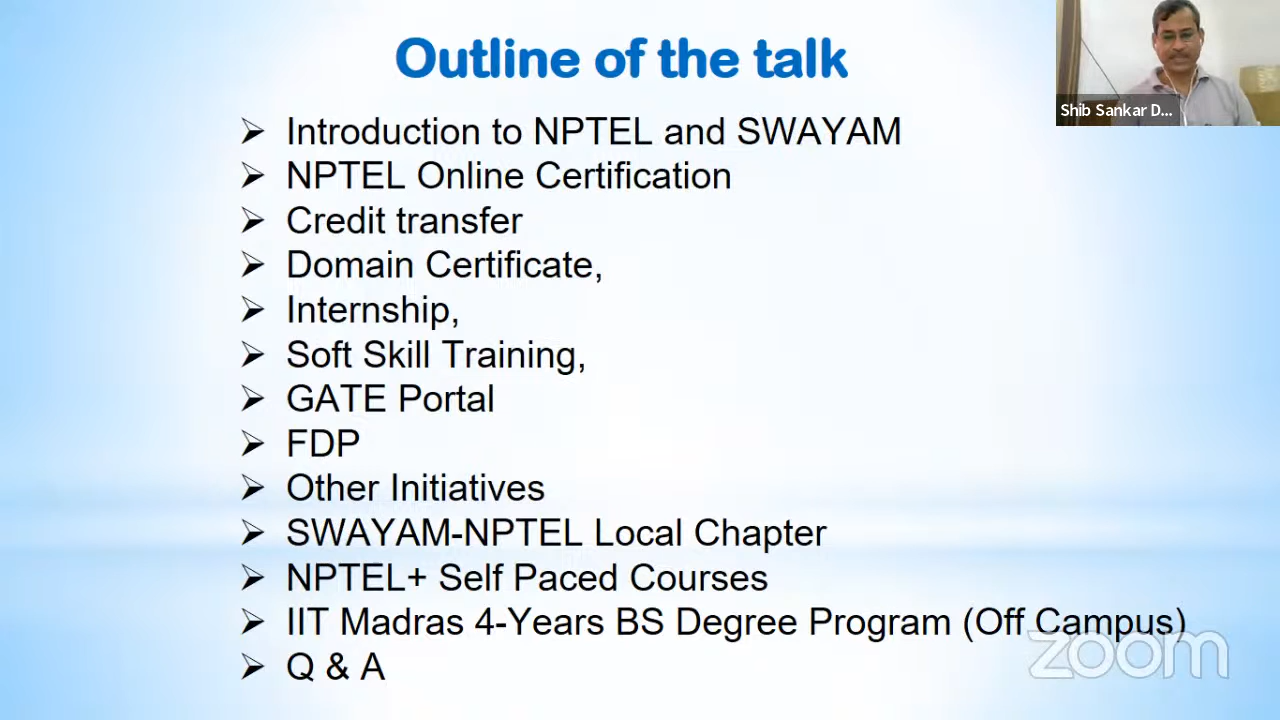 Outline of the talk
Shib Sankar D...
➢ Introduction to NPTEL and SWAYAM
➢ NPTEL Online Certification
➢ Credit transfer
➢ Domain Certificate,
➢ Internship,
➢ Soft Skill Training,
➢ GATE Portal
➢ FDP
➢ Other Initiatives
➢ SWAYAM-NPTEL Local Chapter
➢ NPTEL+ Self Paced Courses
➢ IIT Madras 4-Years BS Degree Program (Off Campus)
➢ Q & A
zoom